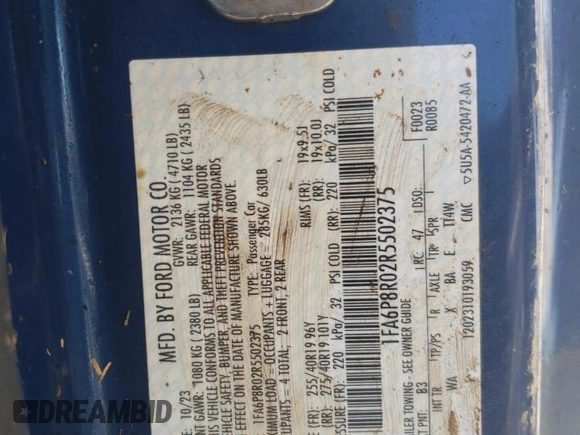 MFD. BY FORD MOTOR CO.
10/23 GVWR: 2136 KG (4710 LB)
FRONT GAWR: 1080 KG (2380 LB) REAR GAWR: 1104 KG (2435 LB)
THIS VEHICLE CONFORMS TO ALL APPLICABLE FEDERAL MOTOR
VEHICLE SAFETY, BUMPER, AND THEFT PREVENTION STANDARDS IN
EFFECT ON THE DATE OF MANUFACTURE SHOWN ABOVE.
1FA6P8R02R5502375 TYPE: Passenger Car
MAXIMUM LOAD = OCCUPANTS + LUGGAGE = 285KG/ 630LB
OCCUPANTS = 4 TOTAL: 2 FRONT, 2 REAR
(FR): 255/40R19 96Y RIMS (FR): 19x9.5J
(RR): 275/40R19 101Y (RR): 19x10.0J
PRESSURE (FR): 220 kPa/ 32 PSI COLD (RR): 220 kPa/ 32 PSI COLD
1FA6P8R02R5502375 F0023
TRAILER TOWING - SEE OWNER GUIDE R0085
EXT PNT: B3 RC: 47 DSO:
INT TR TP/PS R AXLE TR SPR
WA X BA E TT4W
1202310193059. CMC ▽5U5A-5420472-AA